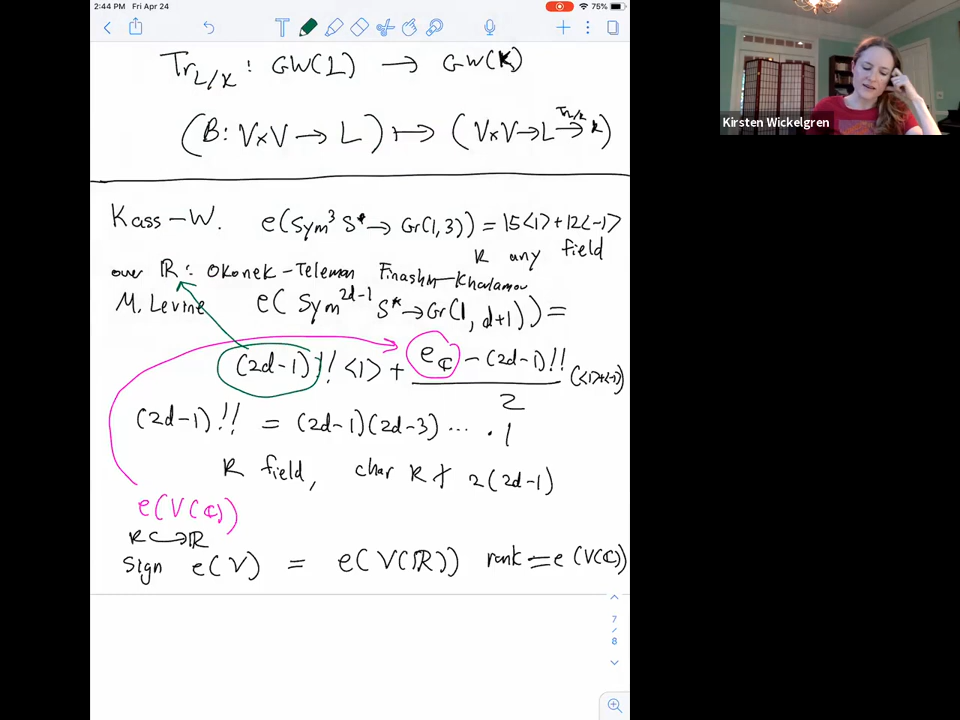 2:44 PM Fri Apr 24
75%
Tr_{L/K} : GW(L) → GW(K)
(B: V×V → L) ↦ (V×V → L →^{Tr_{L/K}} K)
Kass – W. e(Sym³ S* → Gr(1,3)) = 15<1> + 12<-1>
k any field
over ℝ: Okonek – Teleman Finashin – Kharlamov
M. Levine e(Sym^{2d-1} S* → Gr(1, d+1)) =
(2d-1)!! <1> + (e_ℂ - (2d-1)!!)/2 (<1>+<-1>)
(2d-1)!! = (2d-1)(2d-3) ... · 1
k field, char k ∤ 2(2d-1)
e(V(ℂ))
k ↪ ℝ
sign e(V) = e(V(ℝ)) rank = e(V(ℂ))
7
/
8
Kirsten Wickelgren